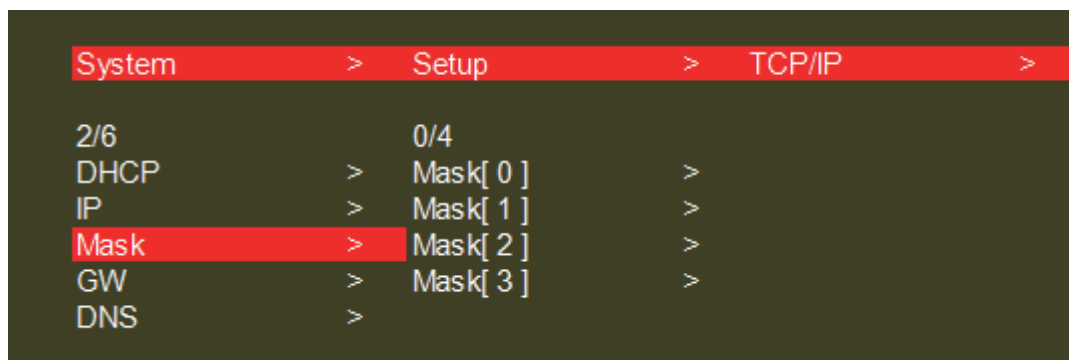 System > Setup > TCP/IP >
2/6 0/4
DHCP > Mask[ 0 ] >
IP > Mask[ 1 ] >
Mask > Mask[ 2 ] >
GW > Mask[ 3 ] >
DNS >